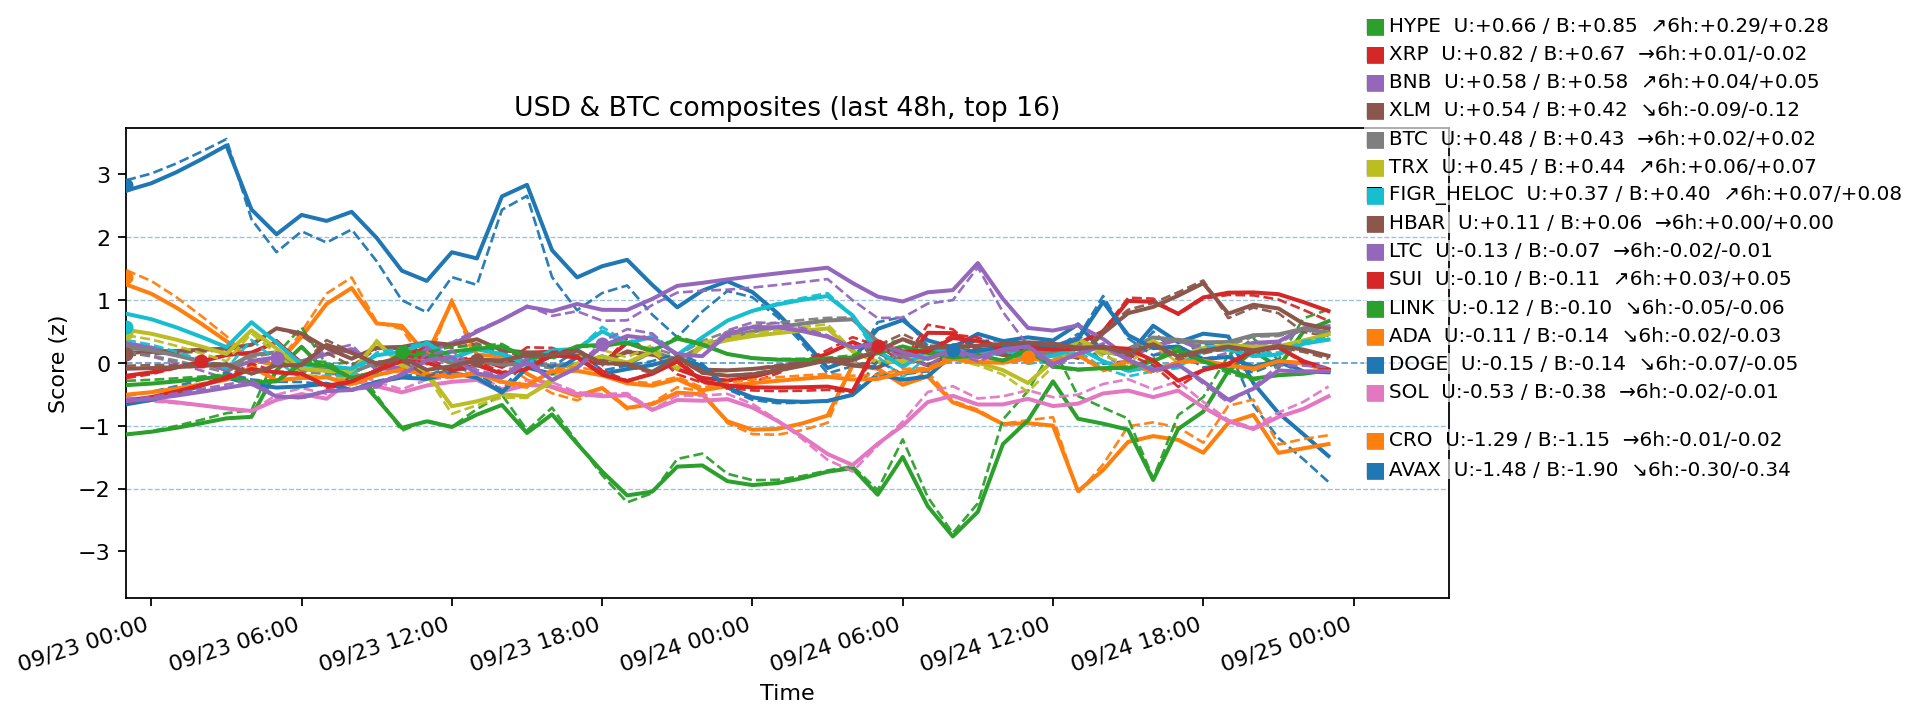 USD & BTC composites (last 48h, top 16)
HYPE U:+0.66 / B:+0.85 ↗6h:+0.29/+0.28
XRP U:+0.82 / B:+0.67 →6h:+0.01/-0.02
BNB U:+0.58 / B:+0.58 ↗6h:+0.04/+0.05
XLM U:+0.54 / B:+0.42 ↘6h:-0.09/-0.12
BTC U:+0.48 / B:+0.43 →6h:+0.02/+0.02
TRX U:+0.45 / B:+0.44 ↗6h:+0.06/+0.07
FIGR_HELOC U:+0.37 / B:+0.40 ↗6h:+0.07/+0.08
HBAR U:+0.11 / B:+0.06 →6h:+0.00/+0.00
LTC U:-0.13 / B:-0.07 →6h:-0.02/-0.01
SUI U:-0.10 / B:-0.11 ↗6h:+0.03/+0.05
LINK U:-0.12 / B:-0.10 ↘6h:-0.05/-0.06
ADA U:-0.11 / B:-0.14 ↘6h:-0.02/-0.03
DOGE U:-0.15 / B:-0.14 ↘6h:-0.07/-0.05
SOL U:-0.53 / B:-0.38 →6h:-0.02/-0.01
CRO U:-1.29 / B:-1.15 →6h:-0.01/-0.02
AVAX U:-1.48 / B:-1.90 ↘6h:-0.30/-0.34
Score (z)
3
2
1
0
−1
−2
−3
09/23 00:00
09/23 06:00
09/23 12:00
09/23 18:00
09/24 00:00
09/24 06:00
09/24 12:00
09/24 18:00
09/25 00:00
Time